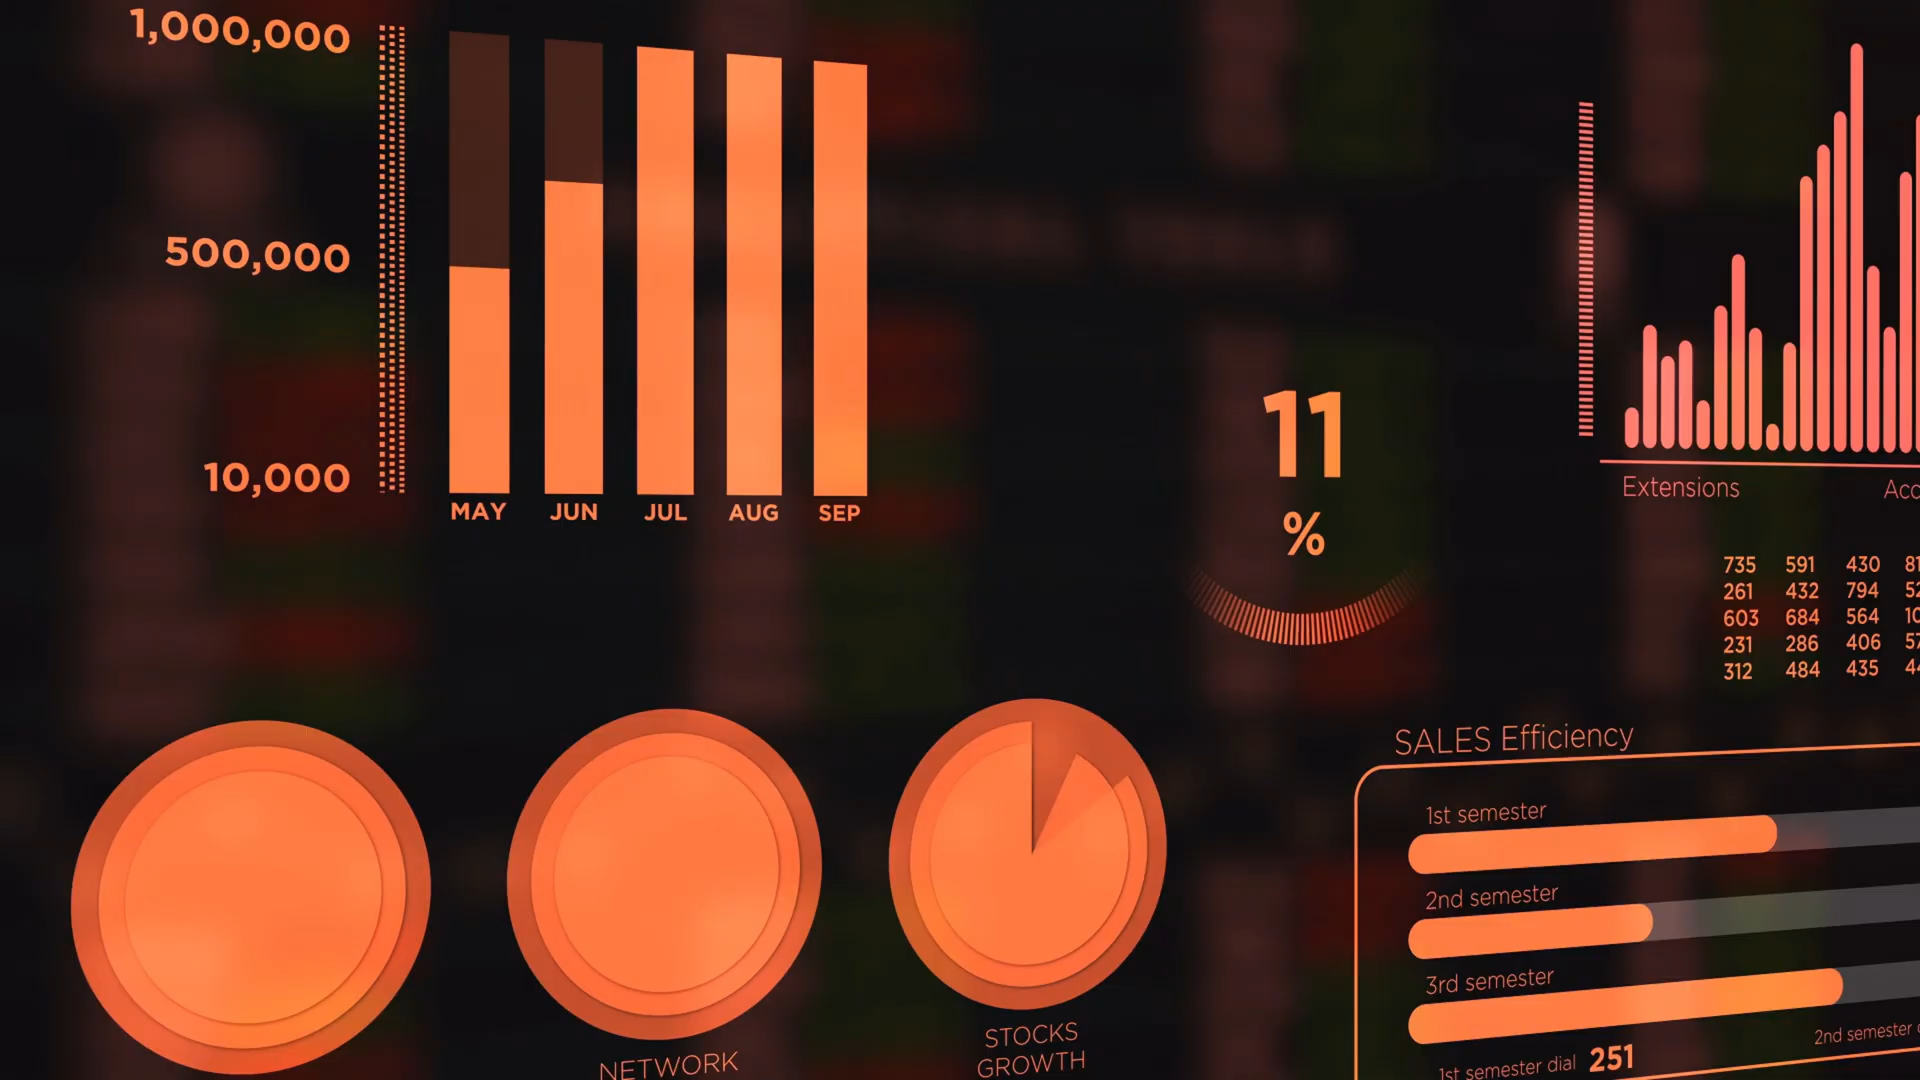 1,000,000
500,000
10,000
MAY JUN JUL AUG SEP
11
%
Extensions
735 591 430
261 432 794
603 684 564
231 286 406
312 484 435
SALES Efficiency
1st semester
2nd semester
3rd semester
1st semester dial 251
2nd semester
NETWORK
STOCKS
GROWTH